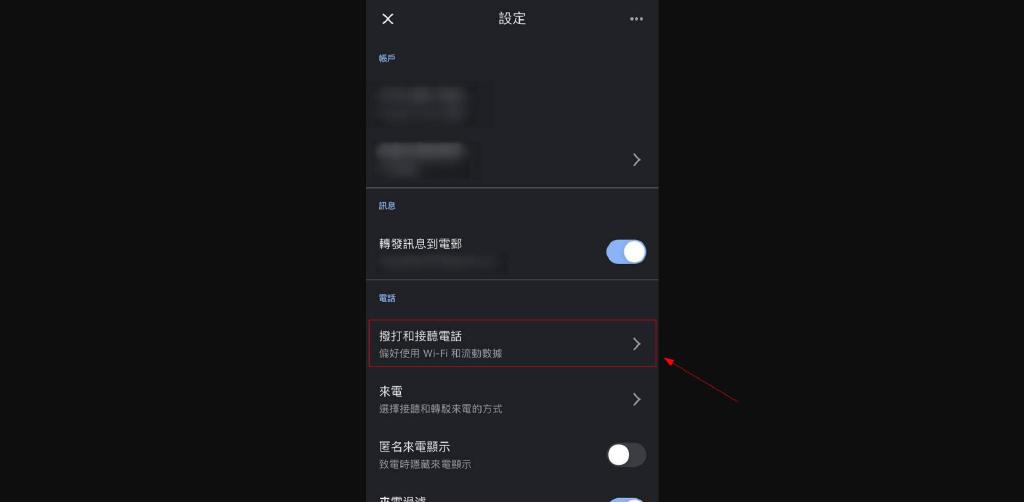 設定
帳戶
訊息
轉發訊息到電郵
電話
撥打和接聽電話
偏好使用 Wi-Fi 和流動數據
來電
選擇接聽和轉駁來電的方式
匿名來電顯示
致電時隱藏來電顯示
來電過濾